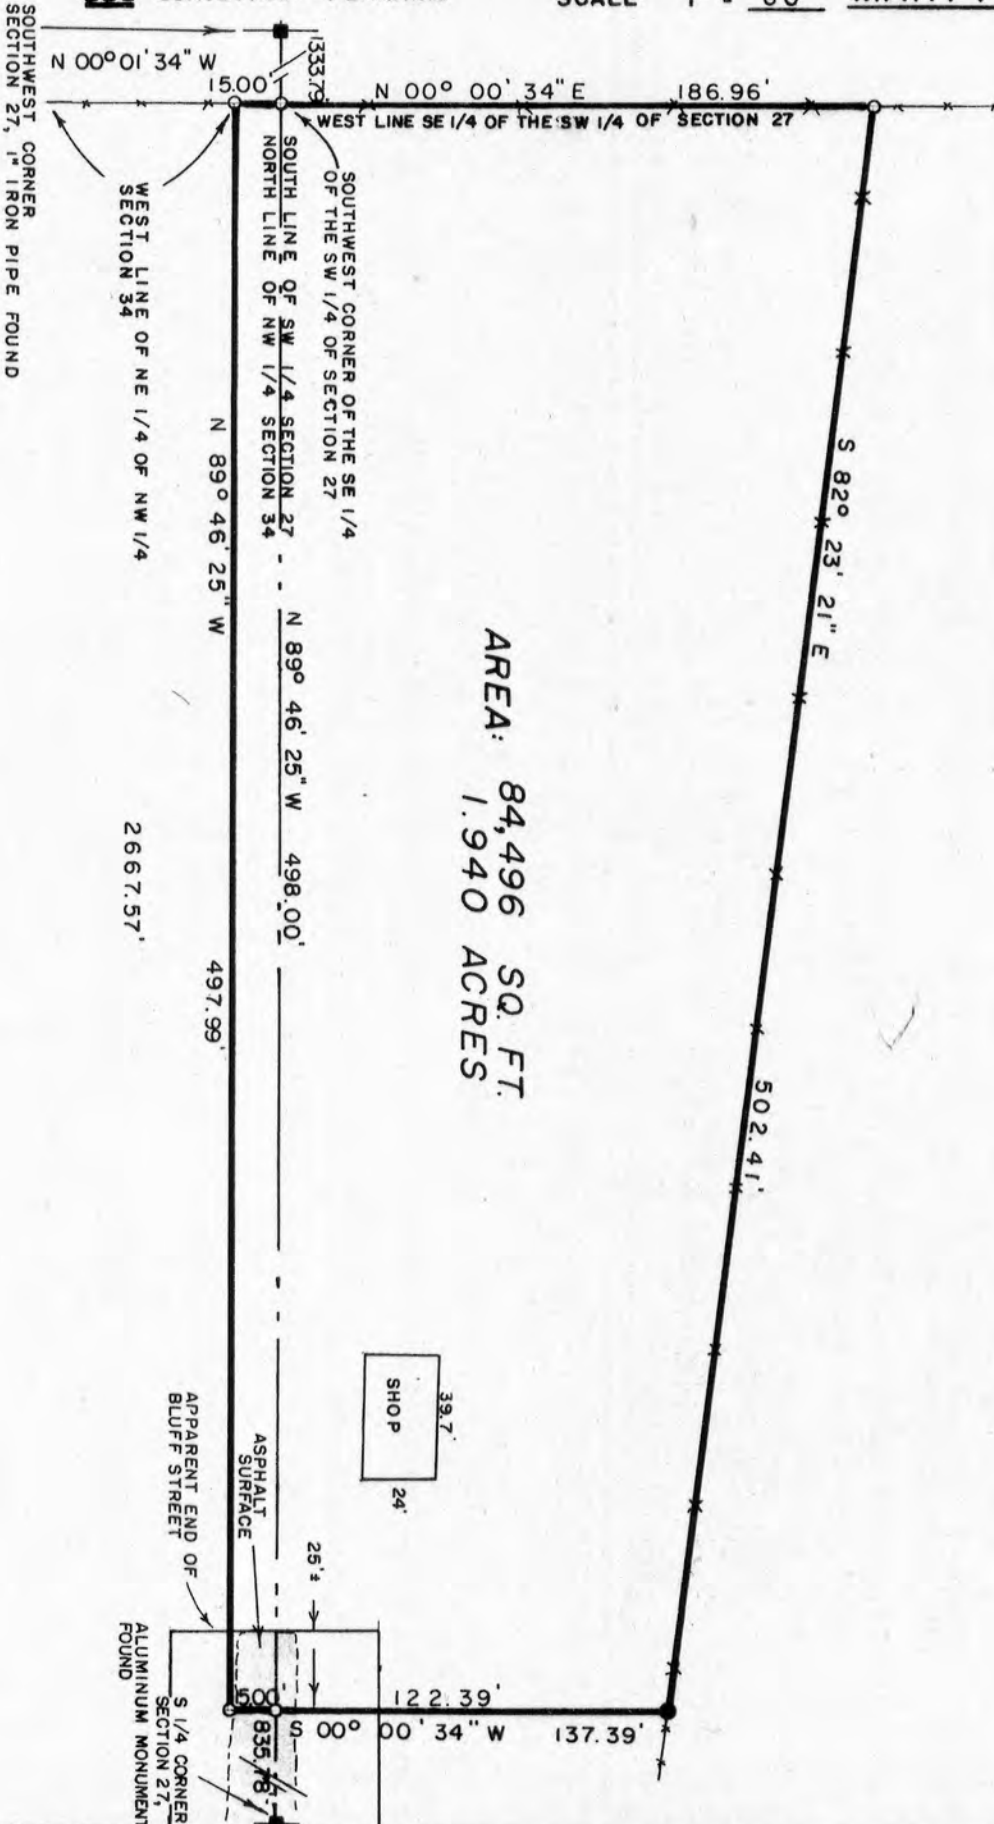 SCALE 1" =
N 00° 01' 34" W
15.00'
1333.79'
N 00° 00' 34" E 186.96'
WEST LINE SE 1/4 OF THE SW 1/4 OF SECTION 27
SOUTHWEST CORNER
SECTION 27, 1" IRON PIPE FOUND
WEST LINE OF NE 1/4 OF NW 1/4
SECTION 34
SOUTHWEST CORNER OF THE SE 1/4
OF THE SW 1/4 OF SECTION 27
SOUTH LINE OF SW 1/4 SECTION 27
NORTH LINE OF NW 1/4 SECTION 34
S 82° 23' 21" E
502.41'
N 89° 46' 25" W 498.00'
N 89° 46' 25" W
497.99'
2667.57'
AREA: 84,496 SQ. FT.
1.940 ACRES
SHOP
39.7'
24'
25'±
ASPHALT
SURFACE
APPARENT END OF
BLUFF STREET
122.39'
S 00° 00' 34" W 137.39'
835.78'
S 1/4 CORNER
SECTION 27,
ALUMINUM MONUMENT
FOUND